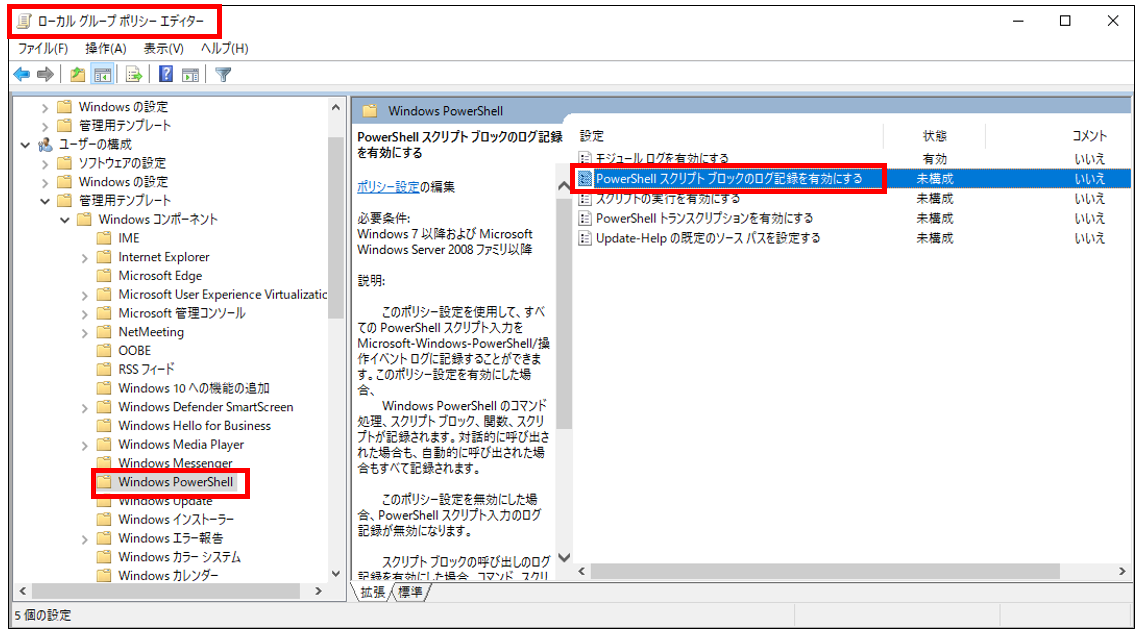 ローカル グループ ポリシー エディター
ファイル(F) 操作(A) 表示(V) ヘルプ(H)
Windows の設定
管理用テンプレート
ユーザーの構成
ソフトウェアの設定
Windows の設定
管理用テンプレート
Windows コンポーネント
IME
Internet Explorer
Microsoft Edge
Microsoft User Experience Virtualizatic
Microsoft 管理コンソール
NetMeeting
OOBE
RSS フィード
Windows 10 への機能の追加
Windows Defender SmartScreen
Windows Hello for Business
Windows Media Player
Windows Messenger
Windows PowerShell
Windows Update
Windows インストーラー
Windows エラー報告
Windows カラー システム
Windows カレンダー
Windows PowerShell
PowerShell スクリプト ブロックのログ記録
を有効にする
ポリシー設定の編集
必要条件:
Windows 7 以降および Microsoft
Windows Server 2008 ファミリ以降
説明:
このポリシー設定を使用して、すべ
ての PowerShell スクリプト入力を
Microsoft-Windows-PowerShell/操
作イベント ログに記録することができま
す。このポリシー設定を有効にした場
合、
Windows PowerShell のコマンド
処理、スクリプト ブロック、関数、スクリ
プトが記録されます。対話的に呼び出さ
れた場合も、自動的に呼び出された場
合もすべて記録されます。
このポリシー設定を無効にした場
合、PowerShell スクリプト入力のログ
記録が無効になります。
スクリプト ブロックの呼び出しのログ
記録を有効にした場合、コマンド、スクリ
設定 状態 コメント
モジュール ログを有効にする 有効 いいえ
PowerShell スクリプト ブロックのログ記録を有効にする 未構成 いいえ
スクリプトの実行を有効にする 未構成 いいえ
PowerShell トランスクリプションを有効にする 未構成 いいえ
Update-Help の既定のソース パスを設定する 未構成 いいえ
拡張 標準
5 個の設定